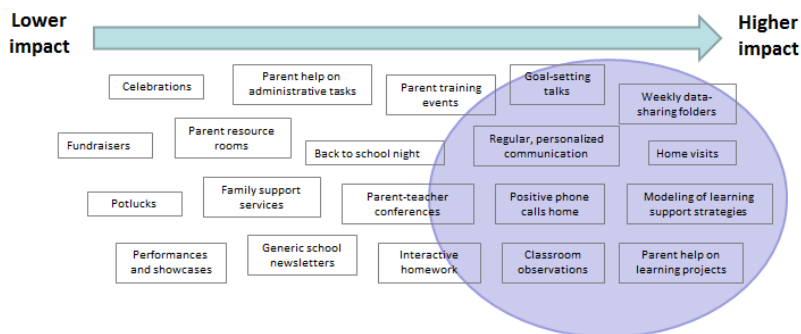 Lower
impact
Higher
impact
Celebrations
Parent help on
administrative tasks
Parent training
events
Goal-setting
talks
Weekly data-
sharing folders
Fundraisers
Parent resource
rooms
Back to school night
Regular, personalized
communication
Home visits
Potlucks
Family support
services
Parent-teacher
conferences
Positive phone
calls home
Modeling of learning
support strategies
Performances
and showcases
Generic school
newsletters
Interactive
homework
Classroom
observations
Parent help on
learning projects